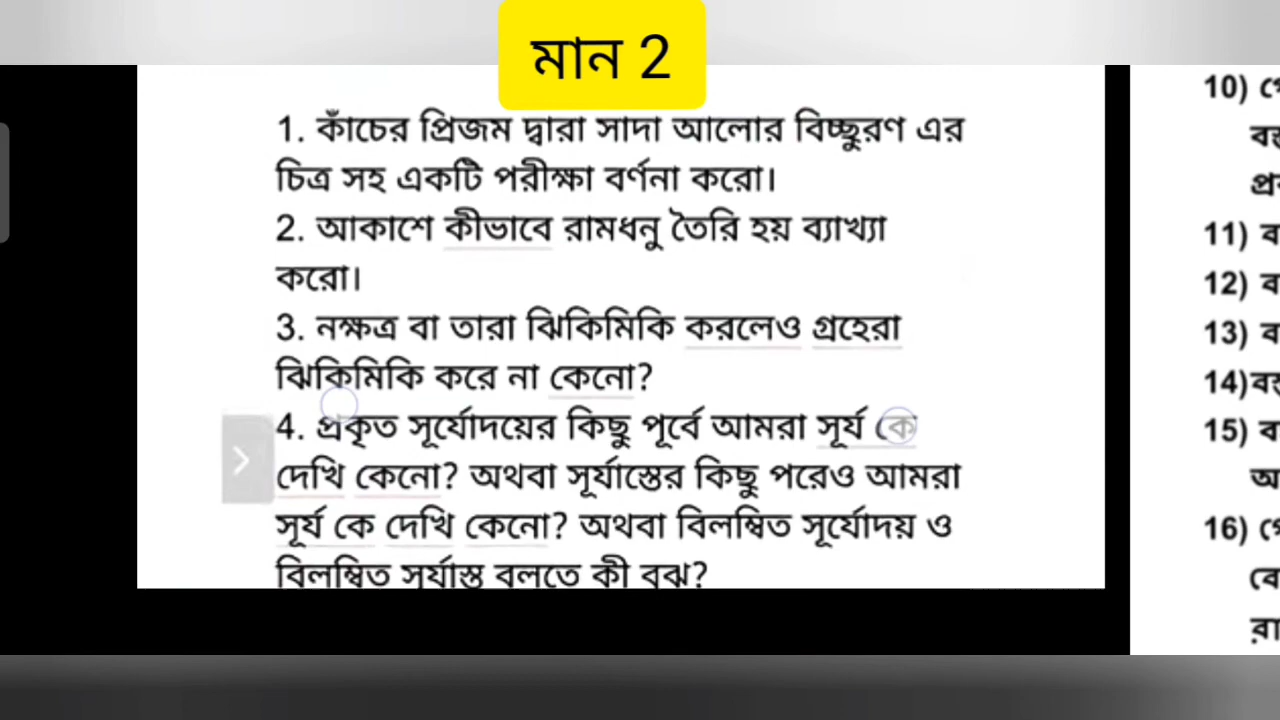 মান 2
1. কাঁচের প্রিজম দ্বারা সাদা আলোর বিচ্ছুরণ এর
চিত্র সহ একটি পরীক্ষা বর্ণনা করো।
2. আকাশে কীভাবে রামধনু তৈরি হয় ব্যাখ্যা
করো।
3. নক্ষত্র বা তারা ঝিকিমিকি করলেও গ্রহেরা
ঝিকিমিকি করে না কেনো?
4. প্রকৃত সূর্যোদয়ের কিছু পূর্বে আমরা সূর্য কে
দেখি কেনো? অথবা সূর্যাস্তের কিছু পরেও আমরা
সূর্য কে দেখি কেনো? অথবা বিলম্বিত সূর্যোদয় ও
বিলম্বিত সূর্যাস্ত বলতে কী বুঝ?
10)
11)
12)
13)
14)
15)
16)